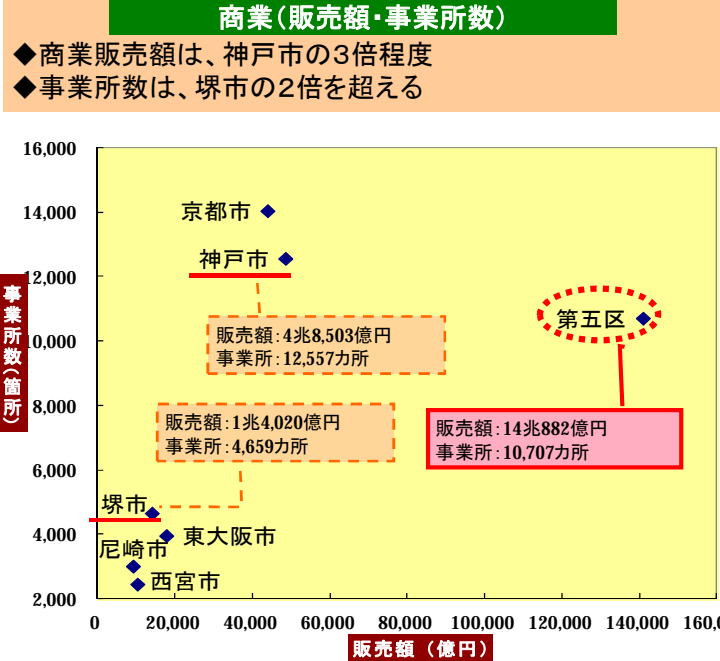 商業(販売額・事業所数)
◆商業販売額は、神戸市の3倍程度
◆事業所数は、堺市の2倍を超える
16,000
14,000
12,000
10,000
8,000
6,000
4,000
2,000
事業所数(箇所)
京都市
神戸市
第五区
販売額:4兆8,503億円
事業所:12,557カ所
販売額:1兆4,020億円
事業所:4,659カ所
販売額:14兆882億円
事業所:10,707カ所
堺市
東大阪市
尼崎市
西宮市
0 20,000 40,000 60,000 80,000 100,000 120,000 140,000 160,0
販売額(億円)